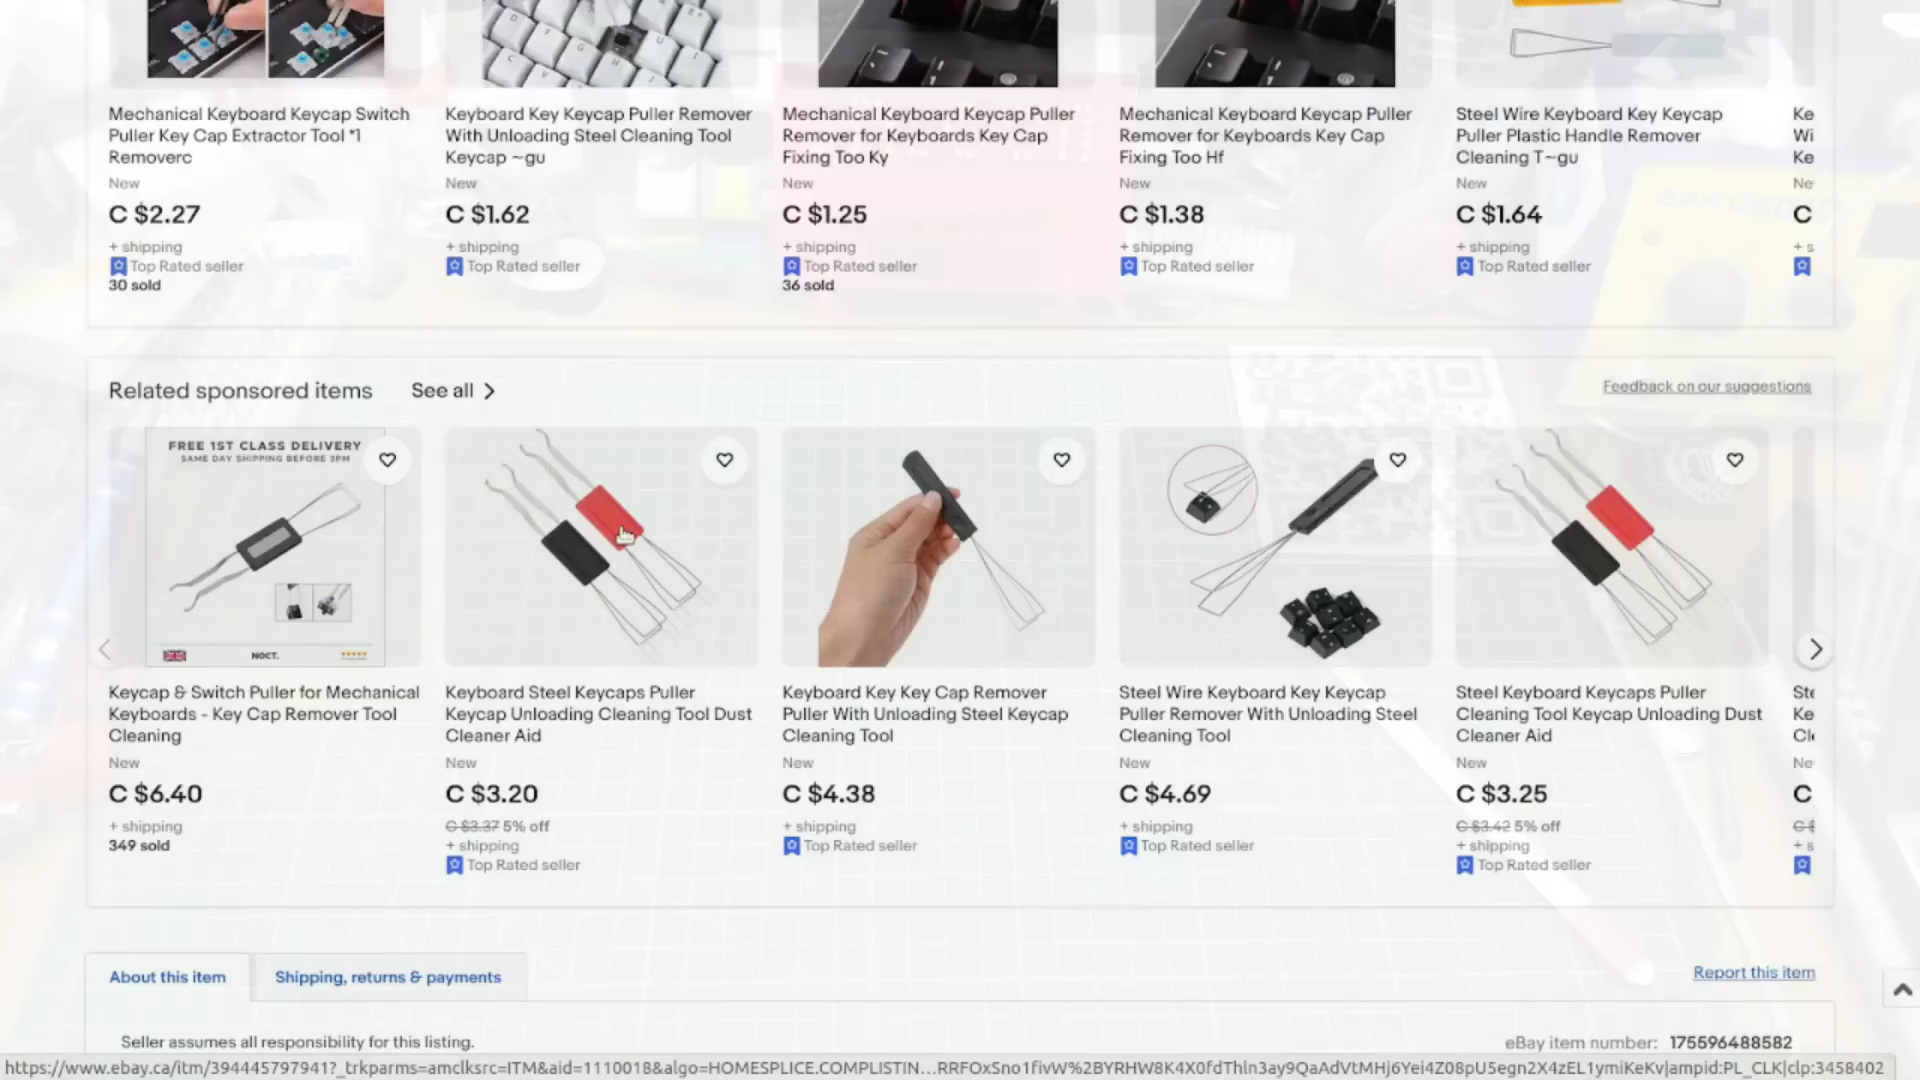 Mechanical Keyboard Keycap Switch
Puller Key Cap Extractor Tool *1
Removerc
New
C $2.27
+ shipping
Top Rated seller
30 sold
Keyboard Key Keycap Puller Remover
With Unloading Steel Cleaning Tool
Keycap ~gu
New
C $1.62
+ shipping
Top Rated seller
Mechanical Keyboard Keycap Puller
Remover for Keyboards Key Cap
Fixing Too Ky
New
C $1.25
+ shipping
Top Rated seller
36 sold
Mechanical Keyboard Keycap Puller
Remover for Keyboards Key Cap
Fixing Too Hf
New
C $1.38
+ shipping
Top Rated seller
Steel Wire Keyboard Key Keycap
Puller Plastic Handle Remover
Cleaning T~gu
New
C $1.64
+ shipping
Top Rated seller
Ke
Wi
Ke
Ne
C
+ s
Related sponsored items
See all
Feedback on our suggestions
FREE 1ST CLASS DELIVERY
SAME DAY SHIPPING BEFORE 3PM
NOCT.
Keycap & Switch Puller for Mechanical
Keyboards - Key Cap Remover Tool
Cleaning
New
C $6.40
+ shipping
349 sold
Keyboard Steel Keycaps Puller
Keycap Unloading Cleaning Tool Dust
Cleaner Aid
New
C $3.20
C $3.37 5% off
+ shipping
Top Rated seller
Keyboard Key Key Cap Remover
Puller With Unloading Steel Keycap
Cleaning Tool
New
C $4.38
+ shipping
Top Rated seller
Steel Wire Keyboard Key Keycap
Puller Remover With Unloading Steel
Cleaning Tool
New
C $4.69
+ shipping
Top Rated seller
Steel Keyboard Keycaps Puller
Cleaning Tool Keycap Unloading Dust
Cleaner Aid
New
C $3.25
C $3.42 5% off
+ shipping
Top Rated seller
Ste
Ke
Cle
Ne
C
C $
+ s
About this item
Shipping, returns & payments
Report this item
Seller assumes all responsibility for this listing.
eBay item number: 175596488582
https://www.ebay.ca/itm/394445797941?_trkparms=amclksrc=ITM&aid=1110018&algo=HOMESPLICE.COMPLISTIN...RRFOxSno1fivW%2BYRHW8K4X0fdThln3ay9QaAdVtMHj6Yei4Z08pU5egn2X4zEL1ymiKeKv|ampid:PL_CLK|clp:3458402